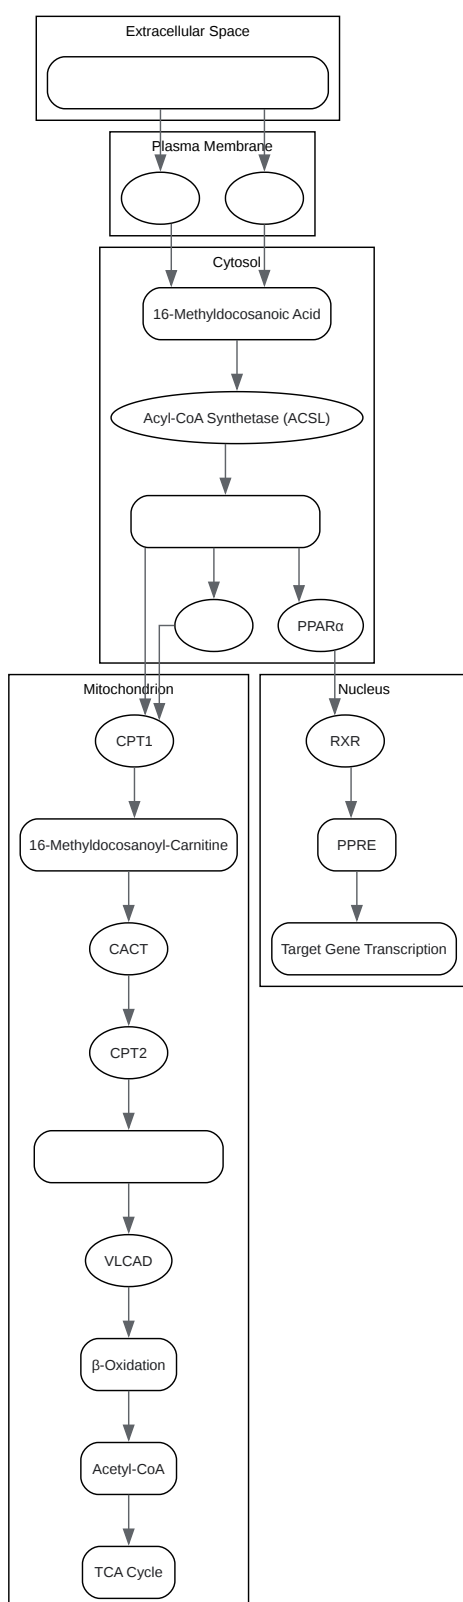 Extracellular Space
Plasma Membrane
Cytosol
16-Methyldocosanoic Acid
Acyl-CoA Synthetase (ACSL)
PPARα
Mitochondrion
Nucleus
CPT1
RXR
16-Methyldocosanoyl-Carnitine
PPRE
CACT
Target Gene Transcription
CPT2
VLCAD
β-Oxidation
Acetyl-CoA
TCA Cycle